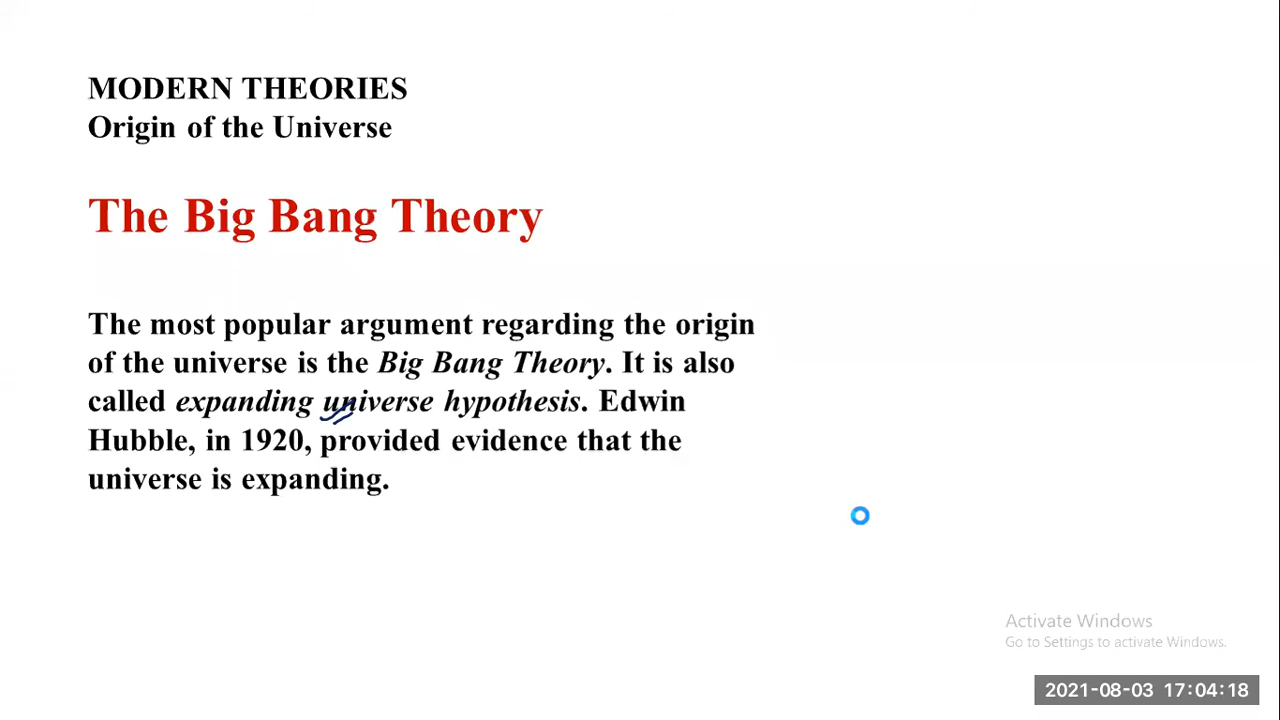 MODERN THEORIES
Origin of the Universe
The Big Bang Theory
The most popular argument regarding the origin
of the universe is the Big Bang Theory. It is also
called expanding universe hypothesis. Edwin
Hubble, in 1920, provided evidence that the
universe is expanding.
Activate Windows
Go to Settings to activate Windows.
2021-08-03 17:04:18